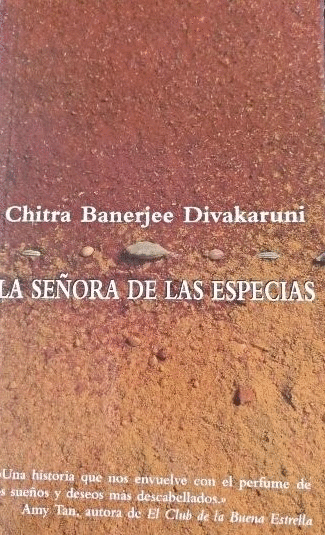 Chitra Banerjee Divakaruni
LA SEÑORA DE LAS ESPECIAS
«Una historia que nos envuelve con el perfume de
os sueños y deseos más descabellados.»
Amy Tan, autora de El Club de la Buena Estrella